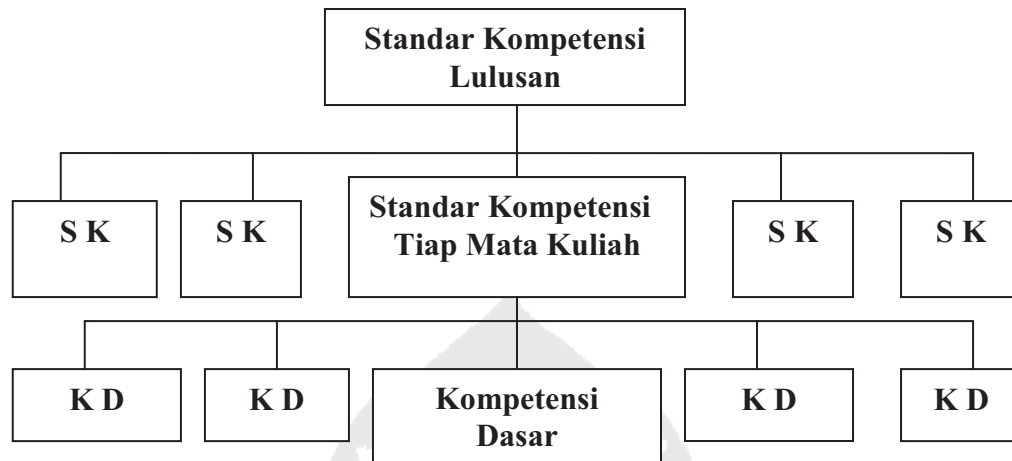 Standar Kompetensi
Lulusan
S K
S K
Standar Kompetensi
Tiap Mata Kuliah
S K
S K
K D
K D
Kompetensi
Dasar
K D
K D